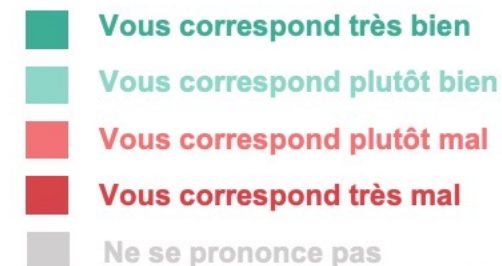 Vous correspond très bien
Vous correspond plutôt bien
Vous correspond plutôt mal
Vous correspond très mal
Ne se prononce pas